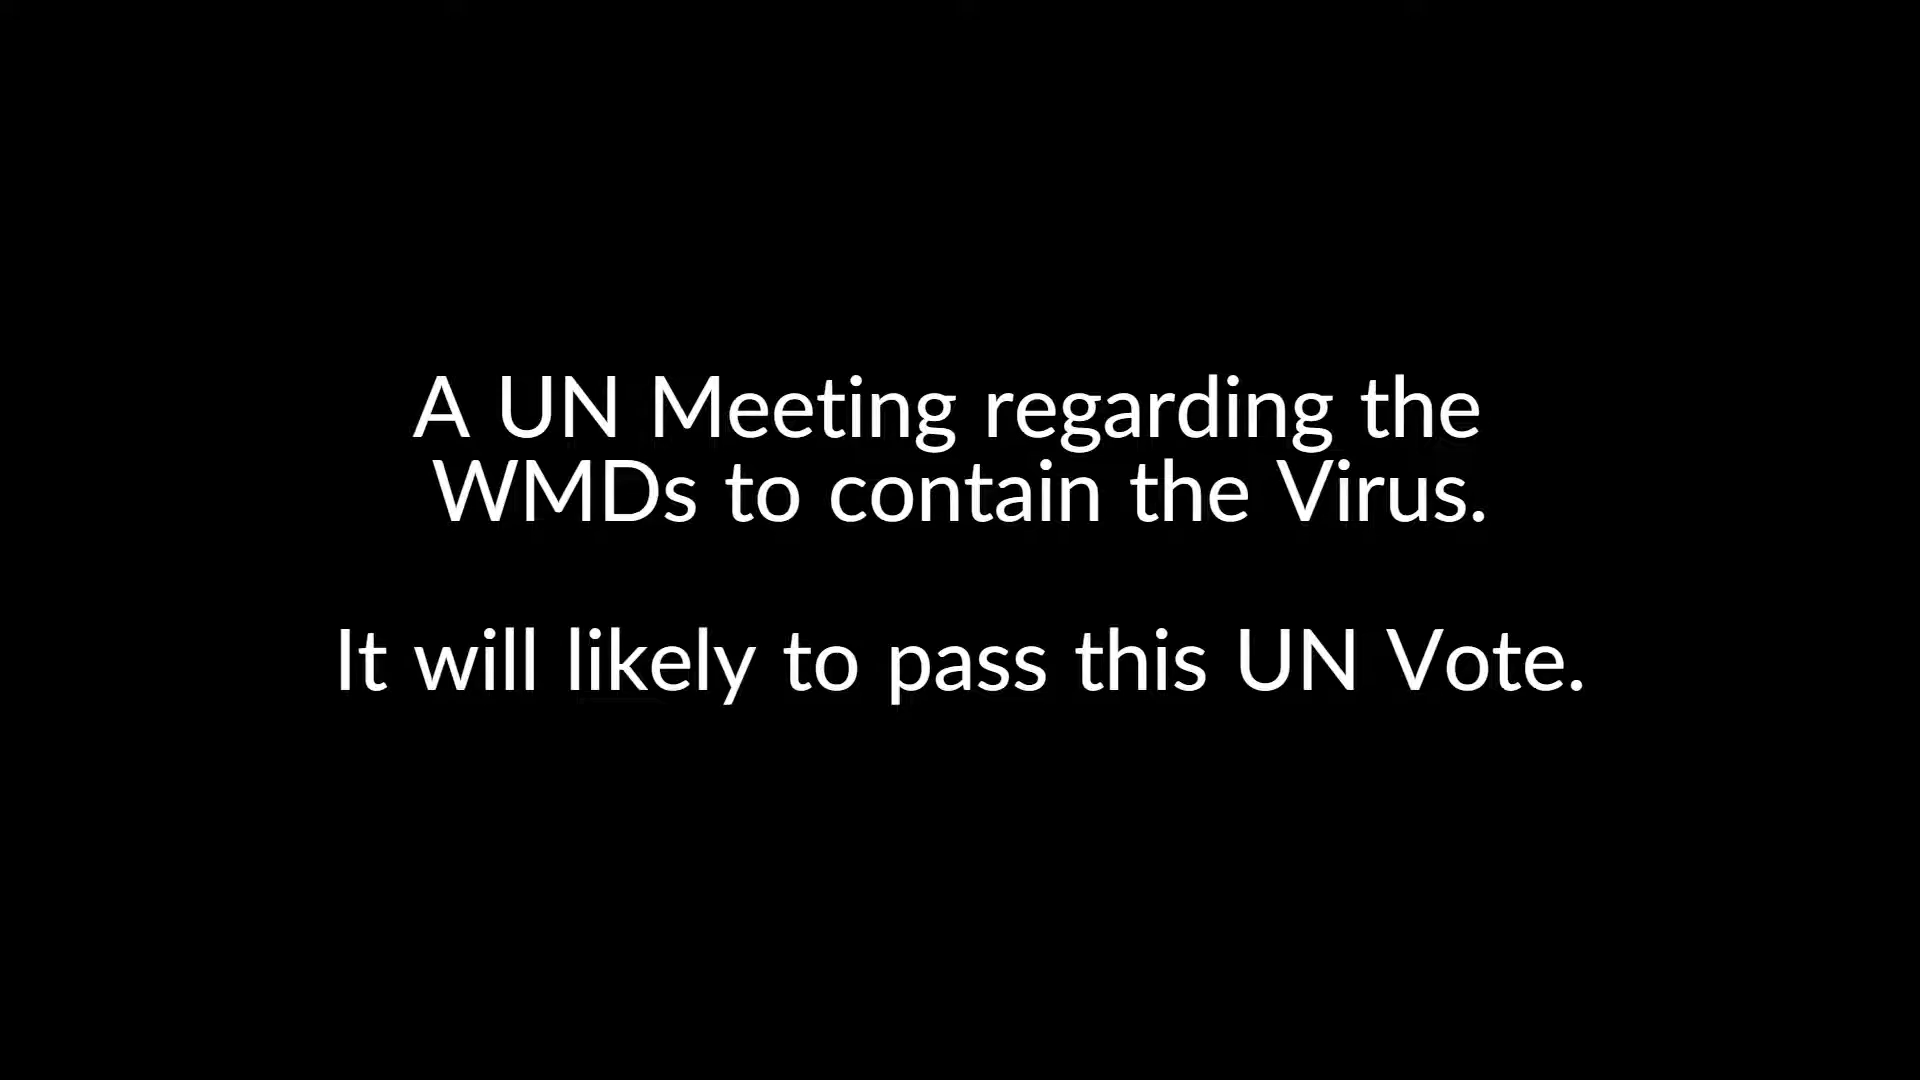 A UN Meeting regarding the
WMDs to contain the Virus.
It will likely to pass this UN Vote.